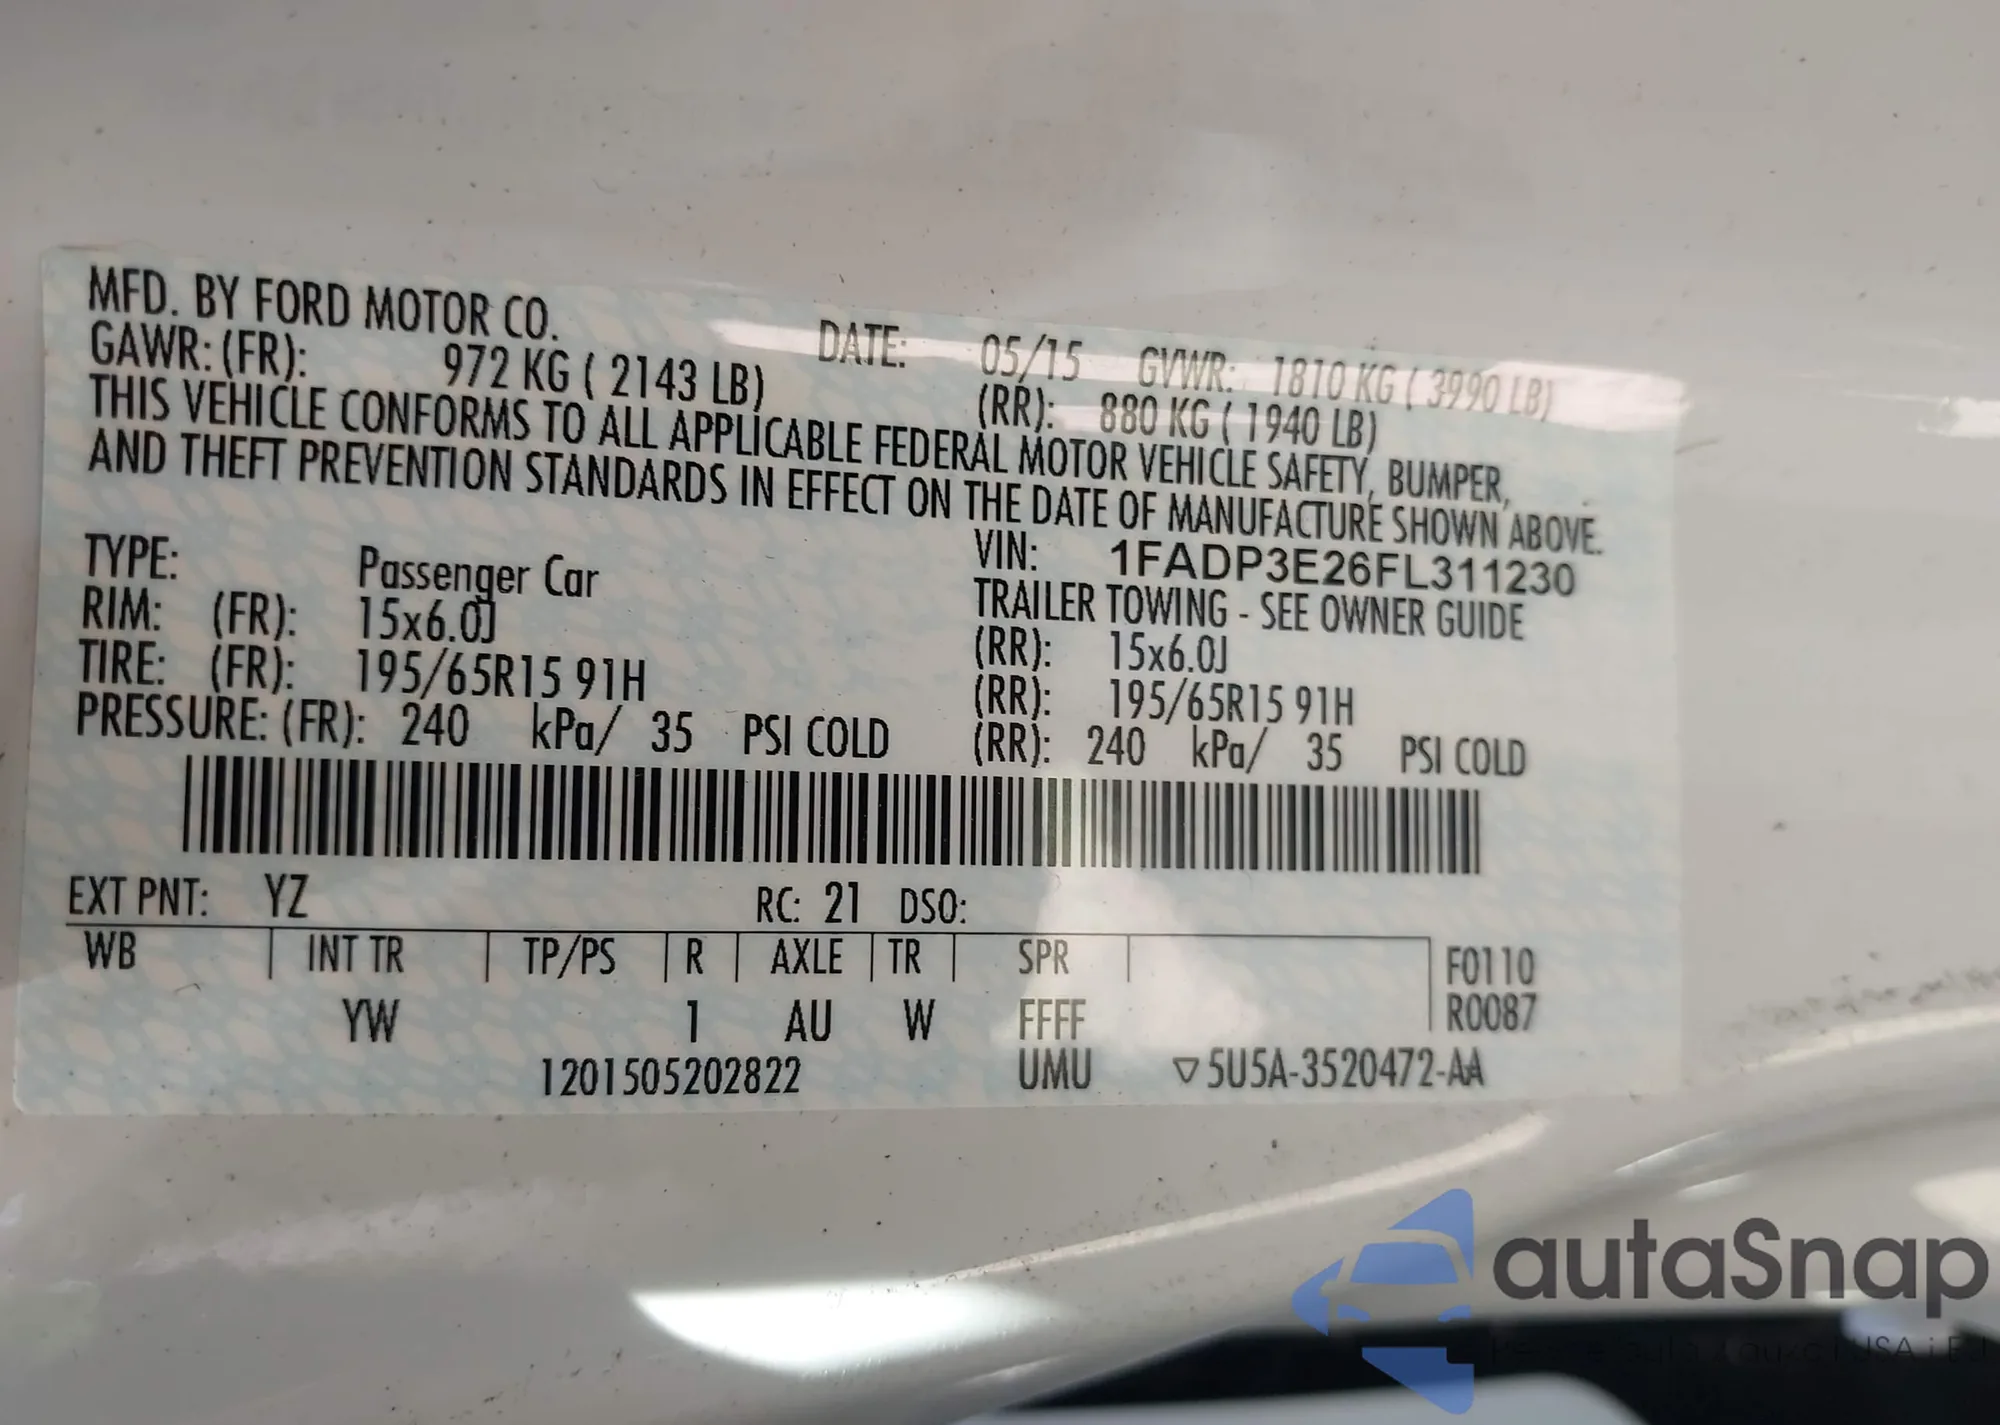 MFD. BY FORD MOTOR CO. DATE: 05/15 GVWR: 1810 KG ( 3990 LB)
GAWR: (FR): 972 KG ( 2143 LB) (RR): 880 KG ( 1940 LB)
THIS VEHICLE CONFORMS TO ALL APPLICABLE FEDERAL MOTOR VEHICLE SAFETY, BUMPER,
AND THEFT PREVENTION STANDARDS IN EFFECT ON THE DATE OF MANUFACTURE SHOWN ABOVE.
VIN: 1FADP3E26FL311230
TYPE: Passenger Car TRAILER TOWING - SEE OWNER GUIDE
RIM: (FR): 15x6.0J (RR): 15x6.0J
TIRE: (FR): 195/65R15 91H (RR): 195/65R15 91H
PRESSURE: (FR): 240 kPa/ 35 PSI COLD (RR): 240 kPa/ 35 PSI COLD
EXT PNT: YZ RC: 21 DSO:
WB INT TR TP/PS R AXLE TR SPR F0110
YW 1 AU W FFFF R0087
1201505202822 UMU ▽5U5A-3520472-AA
autaSnap
USA i